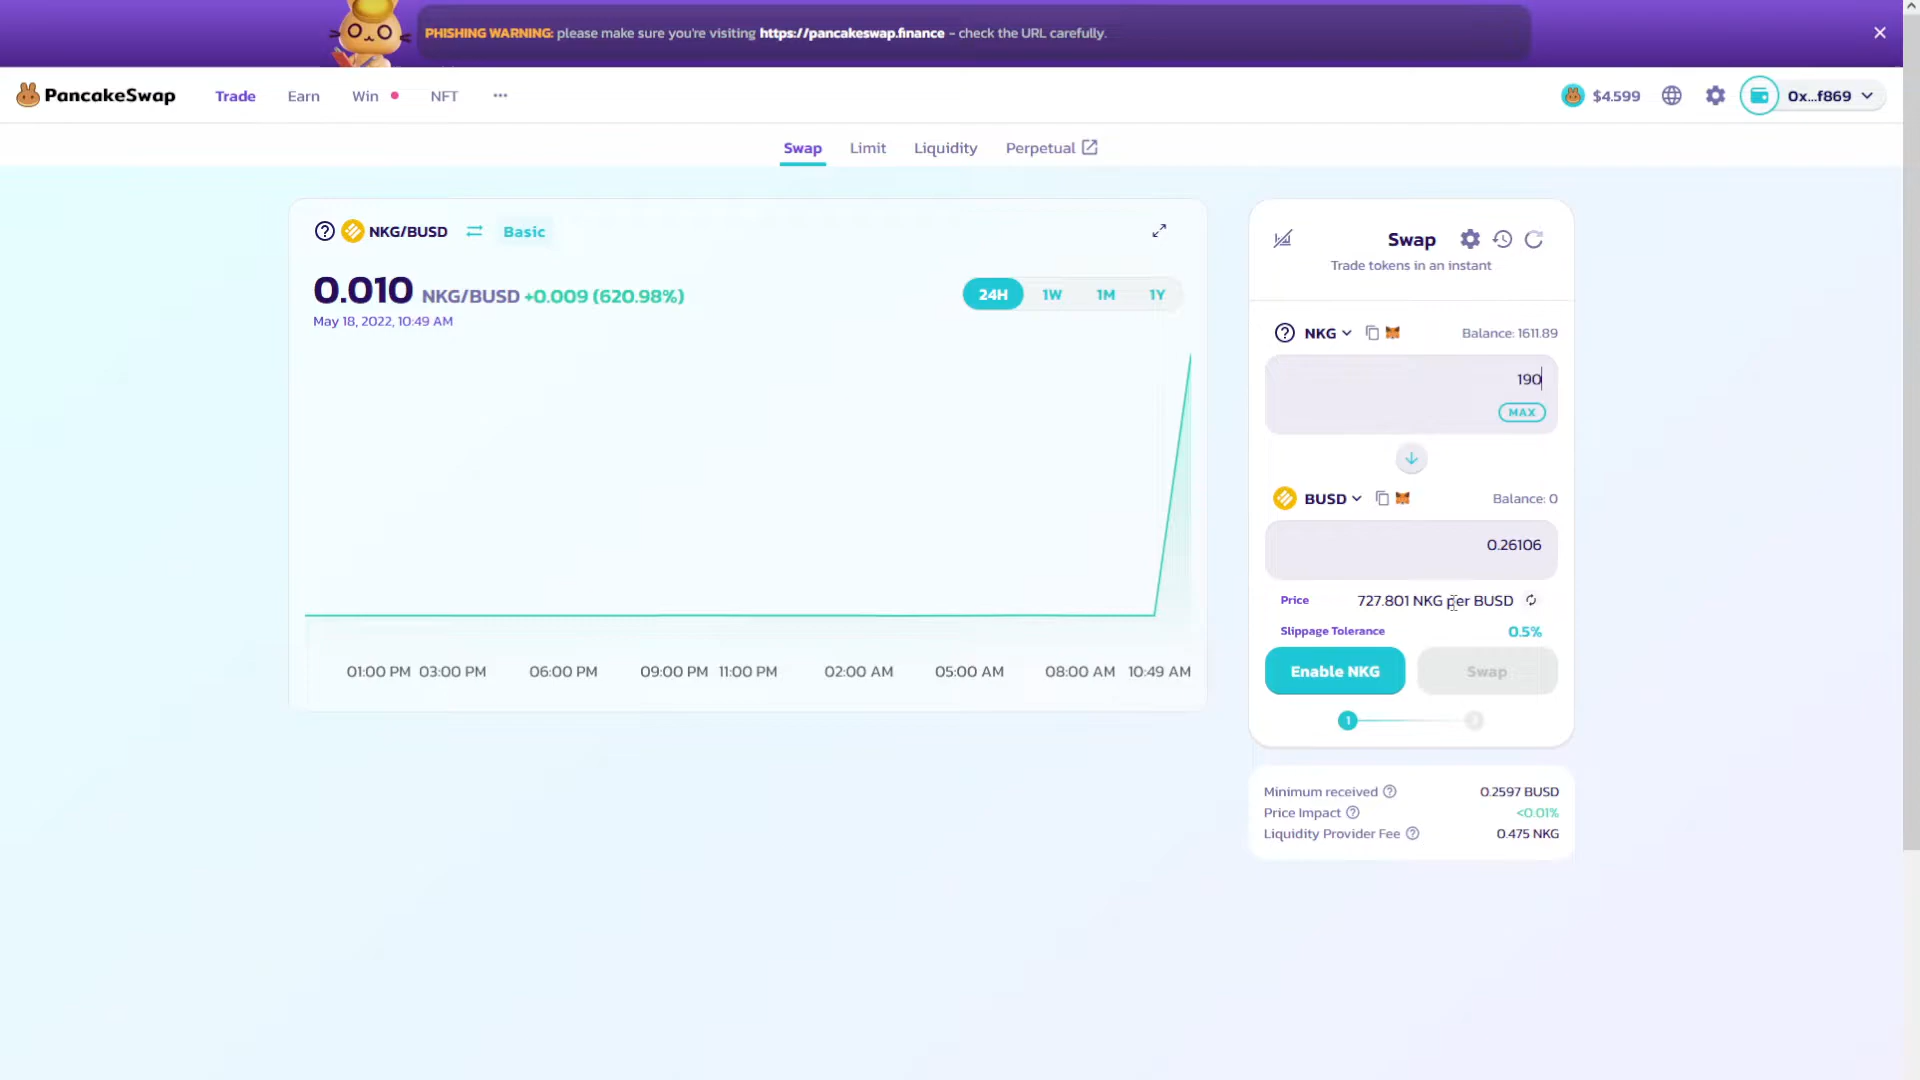 PHISHING WARNING: please make sure you're visiting https://pancakeswap.finance - check the URL carefully.
PancakeSwap Trade Earn Win NFT $4.599 0x...f869
Swap Limit Liquidity Perpetual
NKG/BUSD Basic
0.010 NKG/BUSD +0.009 (620.98%)
May 18, 2022, 10:49 AM
24H 1W 1M 1Y
01:00 PM 03:00 PM 06:00 PM 09:00 PM 11:00 PM 02:00 AM 05:00 AM 08:00 AM 10:49 AM
Swap
Trade tokens in an instant
NKG Balance: 1611.89
190
MAX
BUSD Balance: 0
0.26106
Price 727.801 NKG per BUSD
Slippage Tolerance 0.5%
Enable NKG Swap
1
Minimum received 0.2597 BUSD
Price Impact <0.01%
Liquidity Provider Fee 0.475 NKG